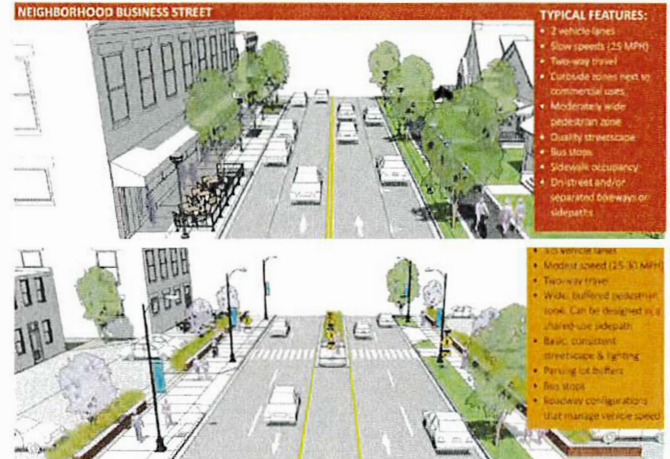 NEIGHBORHOOD BUSINESS STREET
TYPICAL FEATURES:
• 2 vehicle lanes
• Slow speeds (25 MPH)
• Two-way travel
• Curbside zones next to
commercial uses
• Moderately wide
pedestrian zone
• Quality streetscape
• Bus stops
• Sidewalk occupancy
• On-street and/or
separated bikeways or
sidepaths
vehicle lanes
• Modest speed (25-30 MPH)
• Two-way travel
• Wide, buffered pedestrian
zone. Can be designed as a
shared-use sidepath
• Basic, consistent
streetscape & lighting
• Parking lot buffers
• Bus stops
• Roadway configurations
that manage vehicle speed